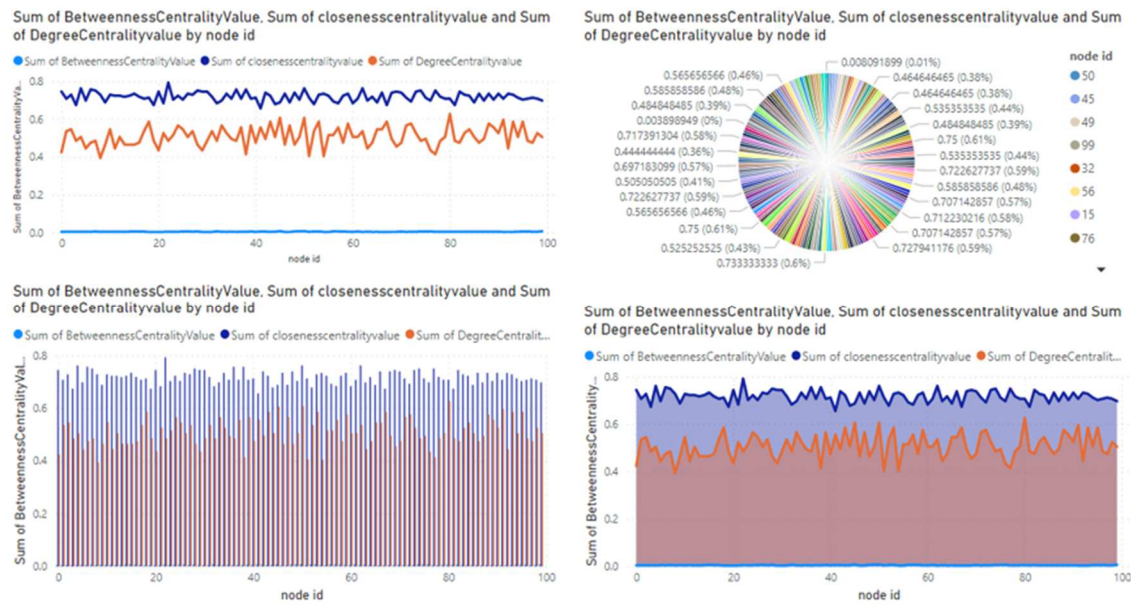 Sum of BetweennessCentralityValue, Sum of closenesscentralityvalue and Sum
of DegreeCentralityvalue by node id
Sum of BetweennessCentralityValue Sum of closenesscentralityvalue Sum of DegreeCentralityvalue
Sum of BetweennessCentralityVa...
0.8
0.6
0.4
0.2
0.0
0 20 40 60 80 100
node id
Sum of BetweennessCentralityValue, Sum of closenesscentralityvalue and Sum
of DegreeCentralityvalue by node id
0.565656566 (0.46%)
0.585858586 (0.48%)
0.484848485 (0.39%)
0.003898949 (0%)
0.717391304 (0.58%)
0.444444444 (0.36%)
0.697183099 (0.57%)
0.505050505 (0.41%)
0.722627737 (0.59%)
0.565656566 (0.46%)
0.75 (0.61%)
0.525252525 (0.43%)
0.733333333 (0.6%)
0.008091899 (0.01%)
0.464646465 (0.38%)
0.464646465 (0.38%)
0.535353535 (0.44%)
0.484848485 (0.39%)
0.75 (0.61%)
0.535353535 (0.44%)
0.722627737 (0.59%)
0.585858586 (0.48%)
0.707142857 (0.57%)
0.712230216 (0.58%)
0.707142857 (0.57%)
0.727941176 (0.59%)
node id
50
45
49
99
32
56
15
76
Sum of BetweennessCentralityValue, Sum of closenesscentralityvalue and Sum
of DegreeCentralityvalue by node id
Sum of BetweennessCentralityValue Sum of closenesscentralityvalue Sum of DegreeCentralit...
Sum of BetweennessCentralityVal...
0.8
0.6
0.4
0.2
0.0
0 20 40 60 80 100
node id
Sum of BetweennessCentralityValue, Sum of closenesscentralityvalue and Sum
of DegreeCentralityvalue by node id
Sum of BetweennessCentralityValue Sum of closenesscentralityvalue Sum of DegreeCentralit...
Sum of BetweennessCentrality...
0.8
0.6
0.4
0.2
0.0
0 20 40 60 80 100
node id